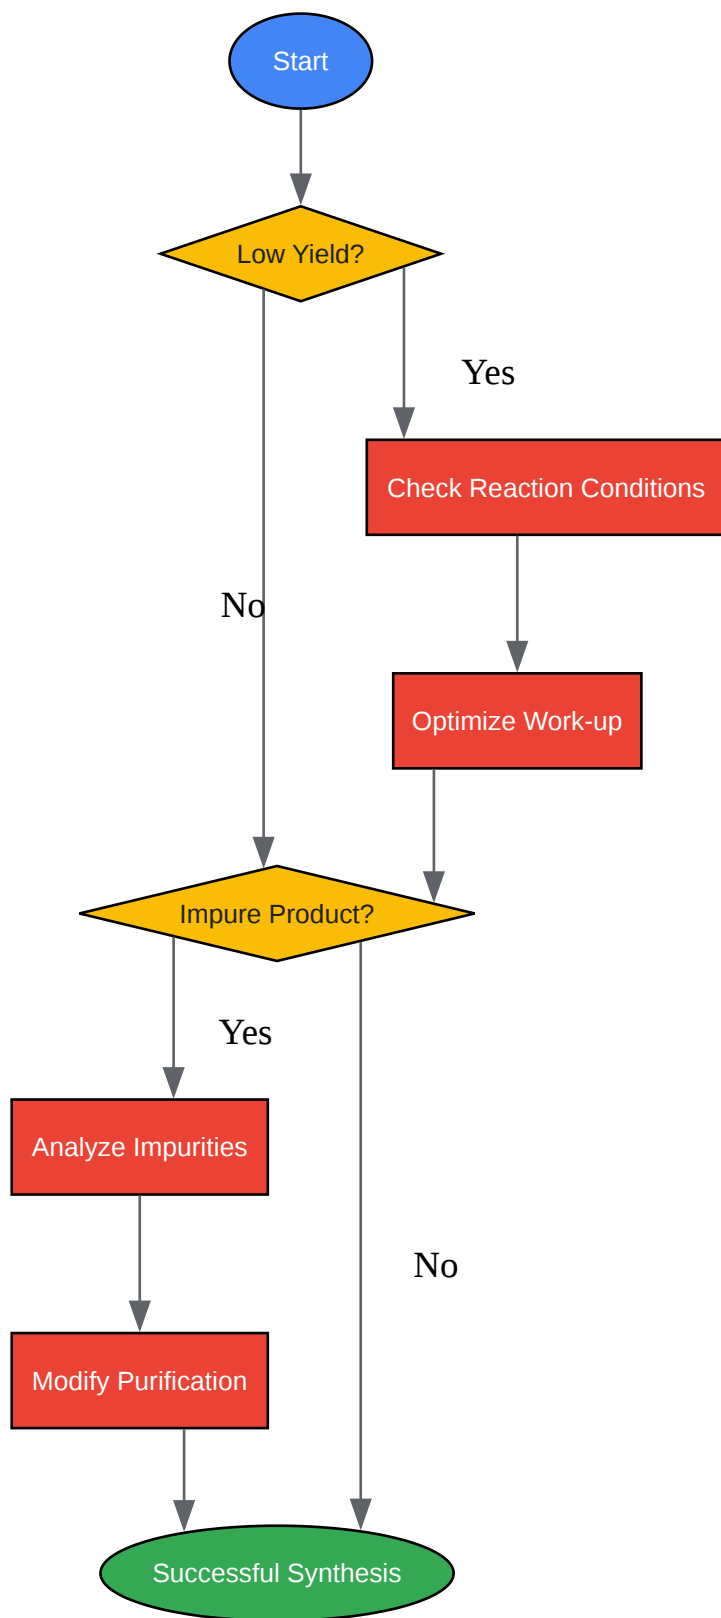 Start
Low Yield?
Yes
Check Reaction Conditions
No
Optimize Work-up
Impure Product?
Yes
Analyze Impurities
No
Modify Purification
Successful Synthesis